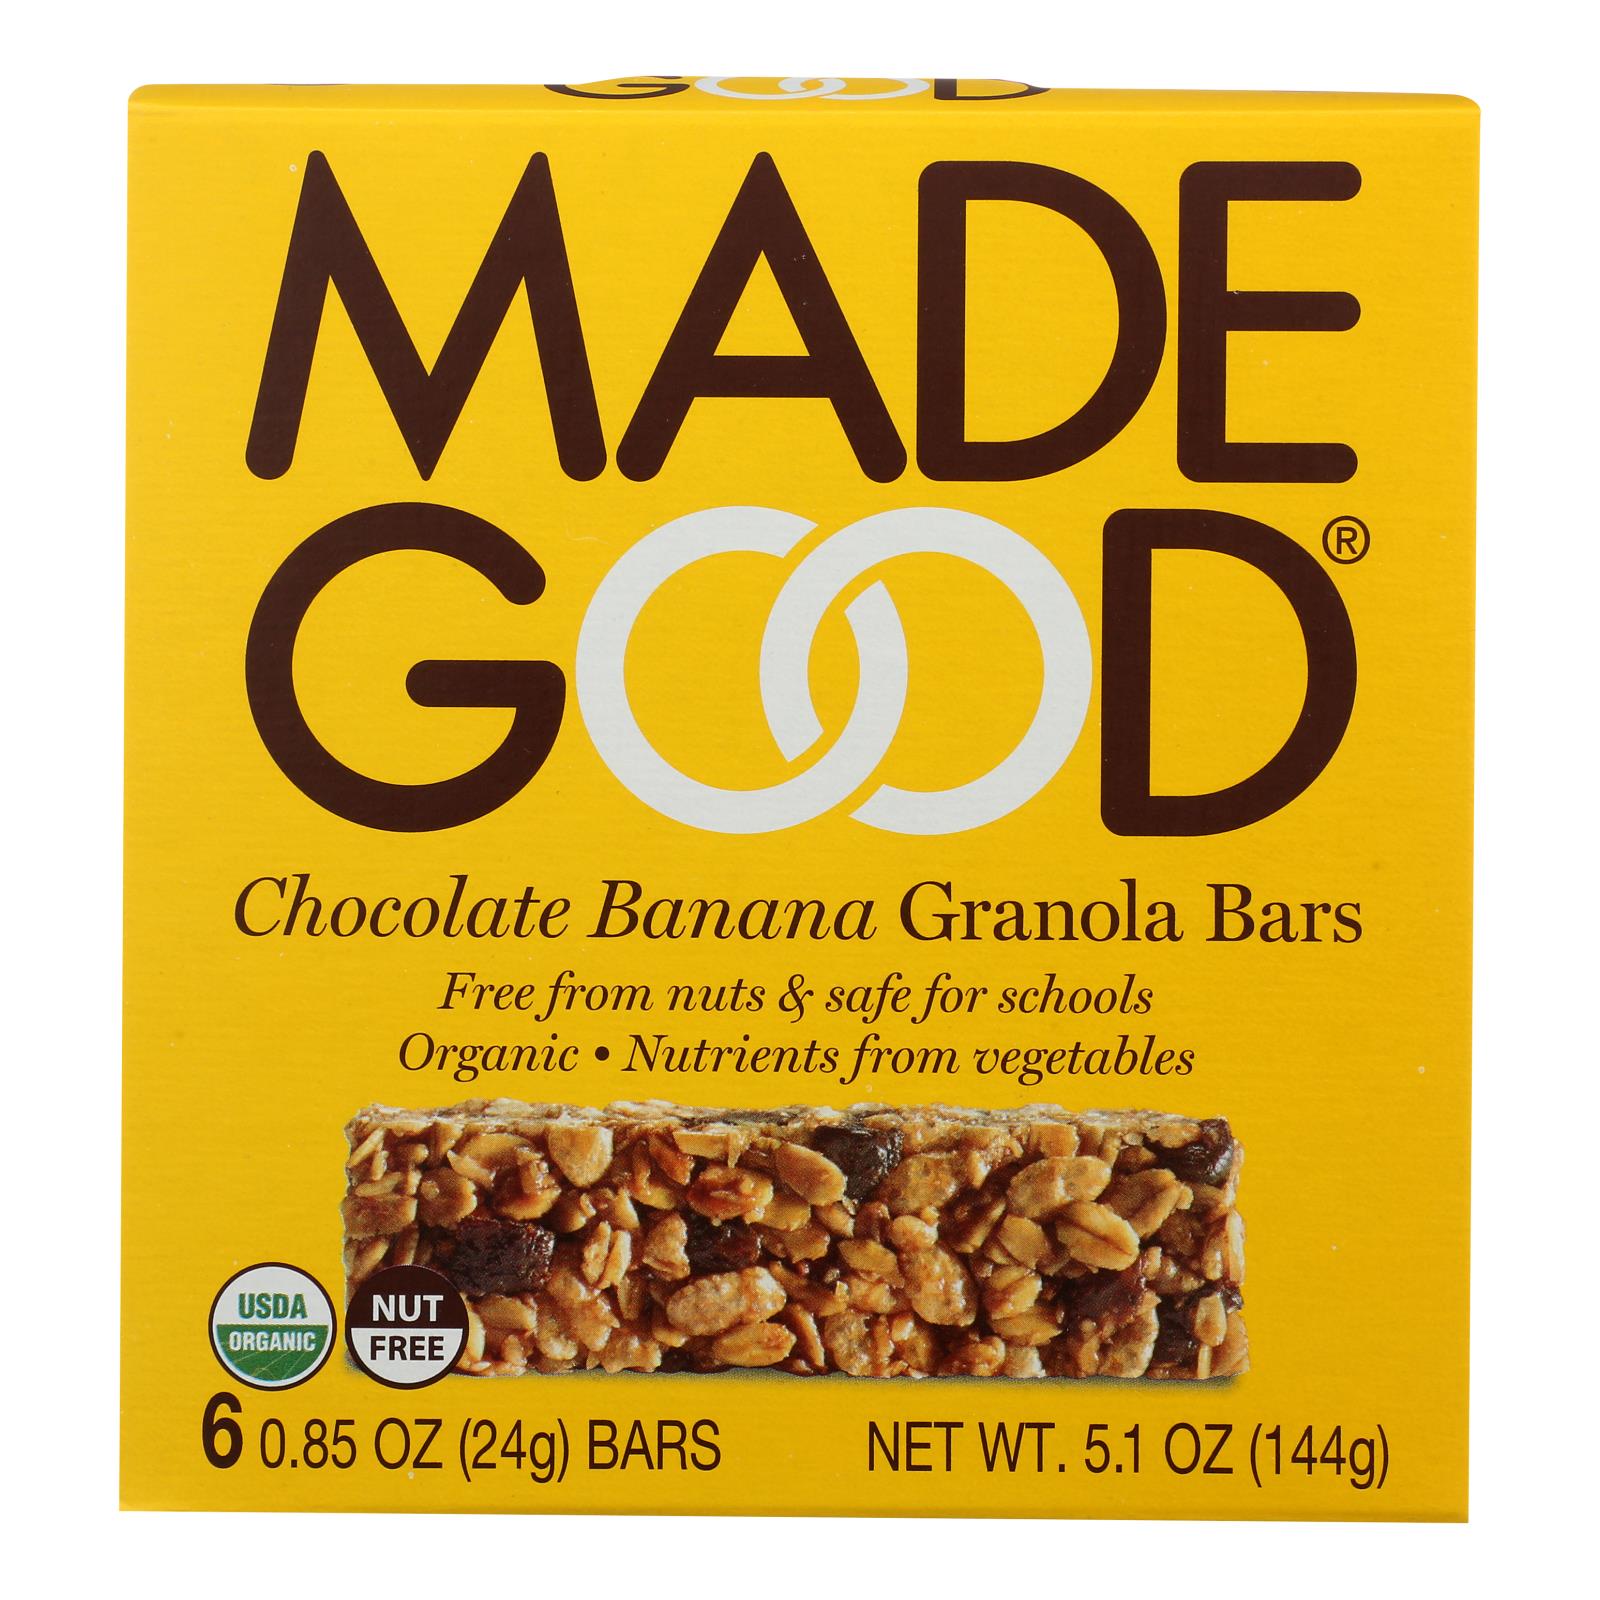 GOOD
MADE
GOOD®
Chocolate Banana Granola Bars
Free from nuts & safe for schools
Organic • Nutrients from vegetables
USDA
ORGANIC
NUT
FREE
6 0.85 OZ (24g) BARS
NET WT. 5.1 OZ (144g)